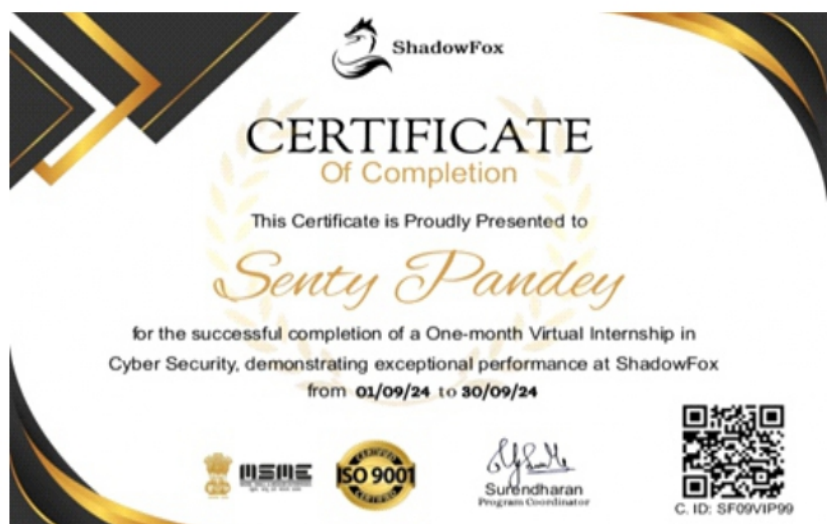 ShadowFox
CERTIFICATE
Of Completion
This Certificate is Proudly Presented to
Senty Pandey
for the successful completion of a One-month Virtual Internship in
Cyber Security, demonstrating exceptional performance at ShadowFox
from 01/09/24 to 30/09/24
MSME
CERTIFIED
ISO 9001
CERTIFIED
Surendharan
Program Coordinator
C. ID: SF09VIP99